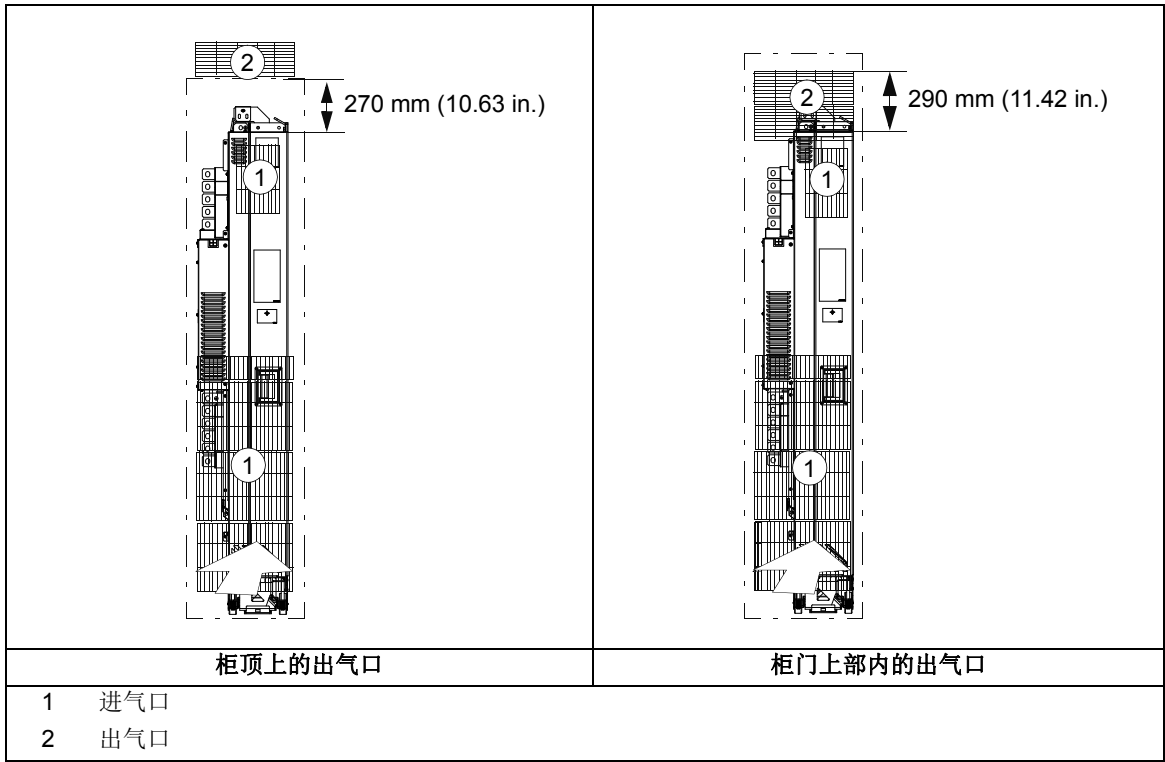 2
270 mm (10.63 in.)
1
1
2
290 mm (11.42 in.)
1
1
柜顶上的出气口
柜门上部内的出气口
1 进气口
2 出气口